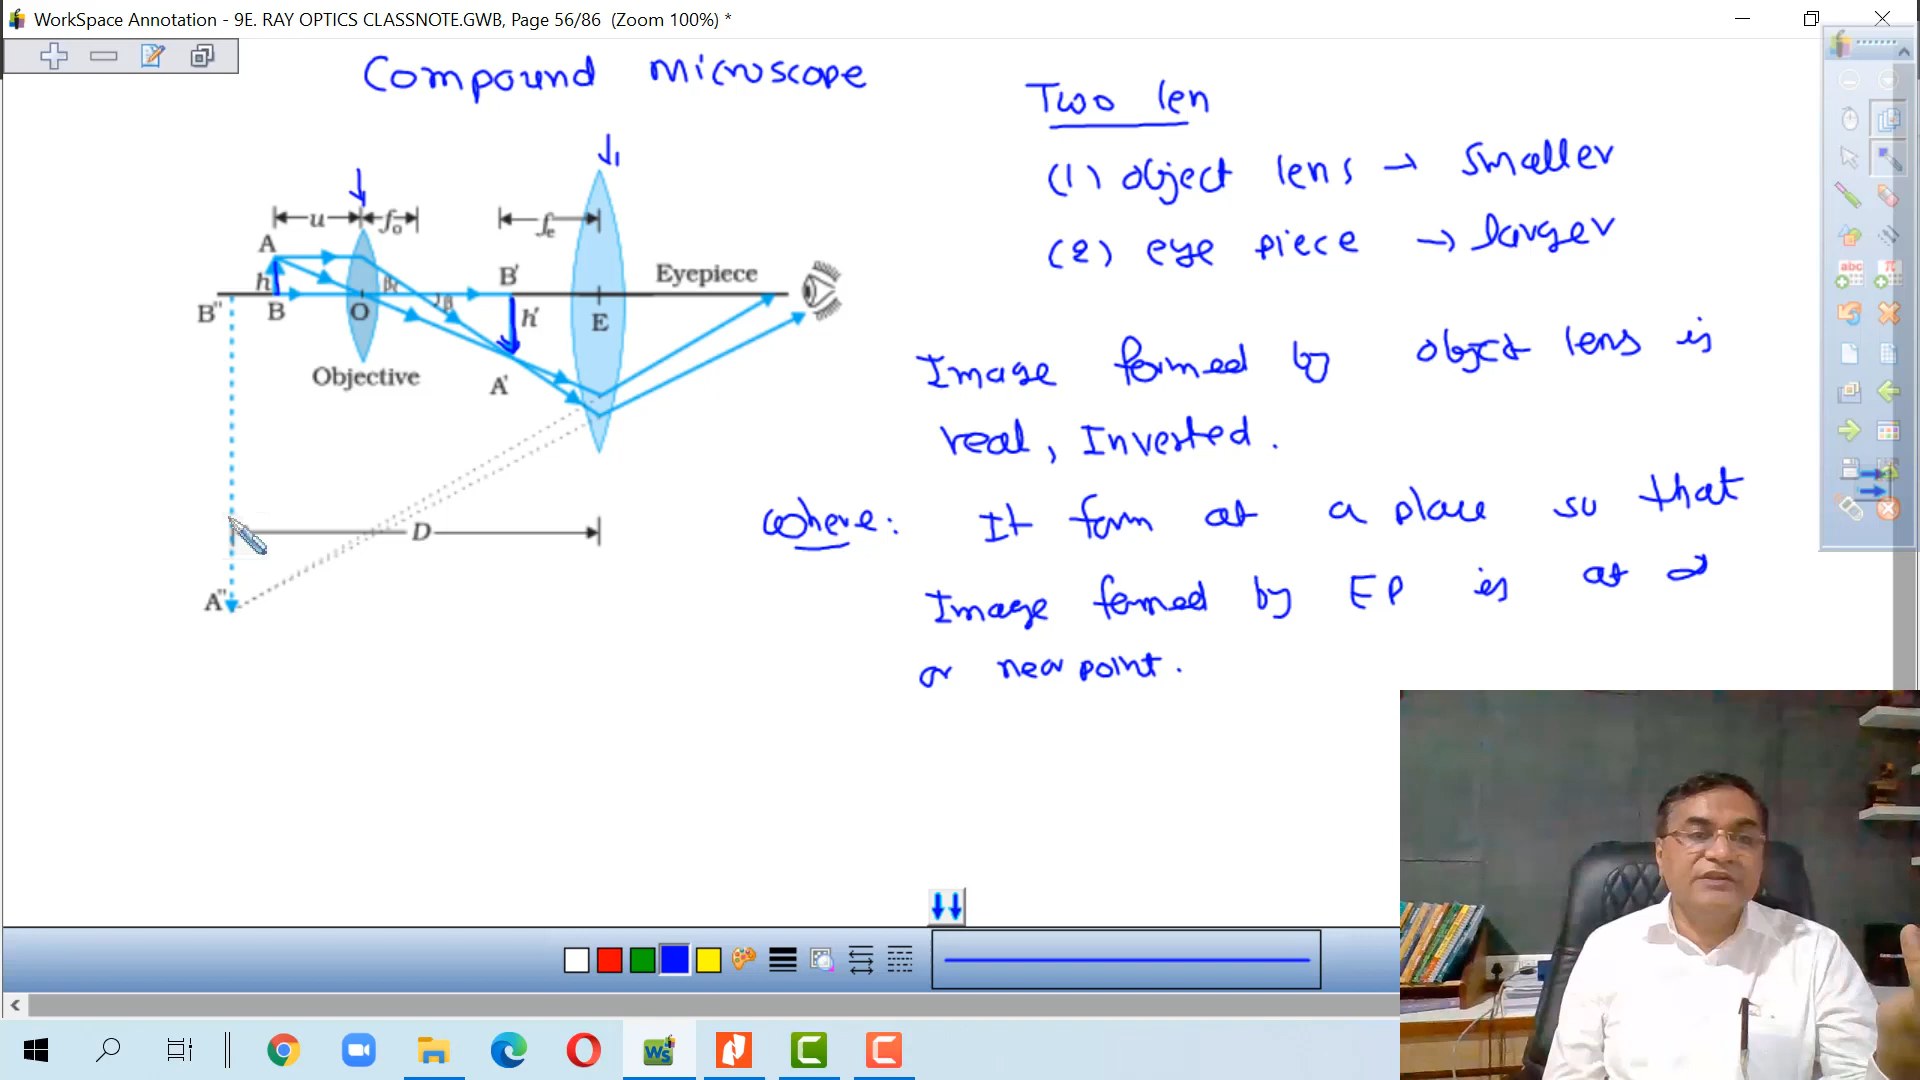 WorkSpace Annotation - 9E. RAY OPTICS CLASSNOTE.GWB, Page 56/86 (Zoom 100%) *
Compound microscope
Two len
(1) object lens → smaller
(2) eye piece → larger
u
f₀
fₑ
A
h
B"
B
O
β
B'
h'
E
Eyepiece
Objective
A'
D
A"
Image formed by object lens is
real, Inverted.
where: It form at a place so that
Image formed by EP is at ∞
or near point.
abc
π
WS